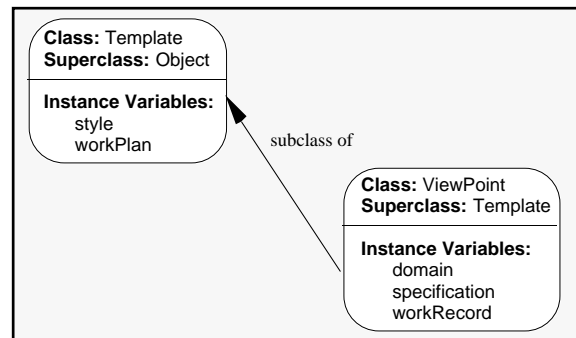 Class: Template
Superclass: Object
Instance Variables:
style
workPlan
subclass of
Class: ViewPoint
Superclass: Template
Instance Variables:
domain
specification
workRecord